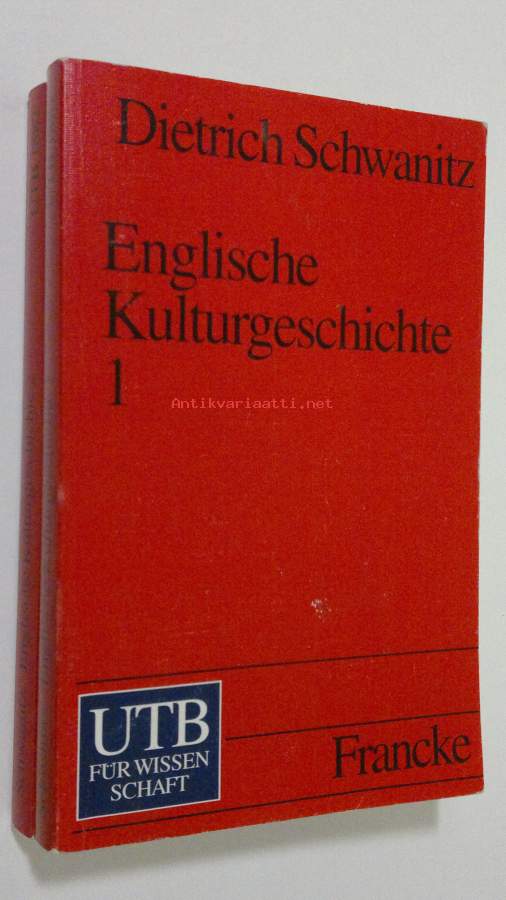 Dietrich Schwanitz
Englische
Kulturgeschichte
1
Antikvariaatti.net
UTB
FÜR WISSEN
SCHAFT
Francke